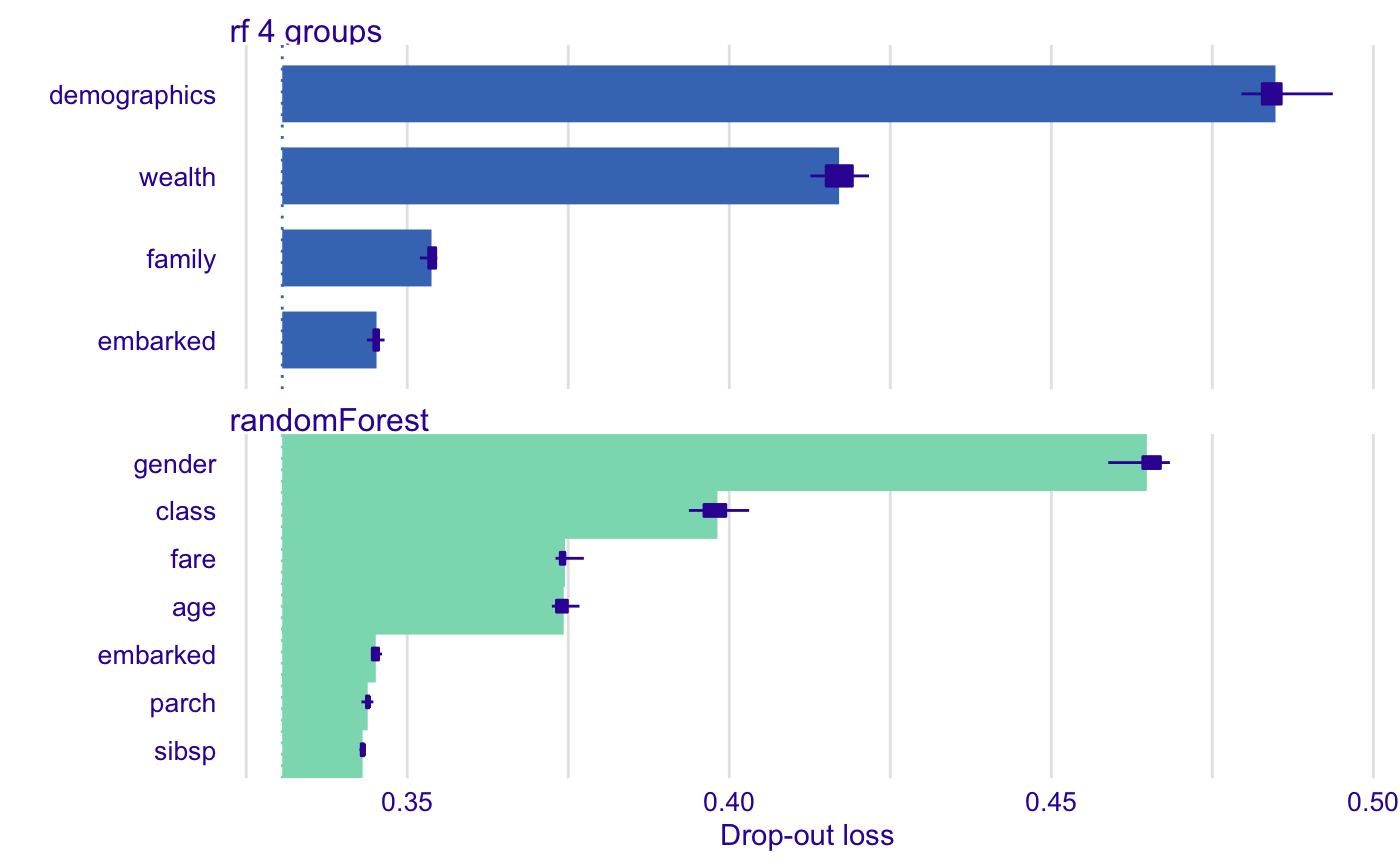 rf 4 groups
demographics
wealth
family
embarked
randomForest
gender
class
fare
age
embarked
parch
sibsp
0.35 0.40 0.45 0.50
Drop-out loss